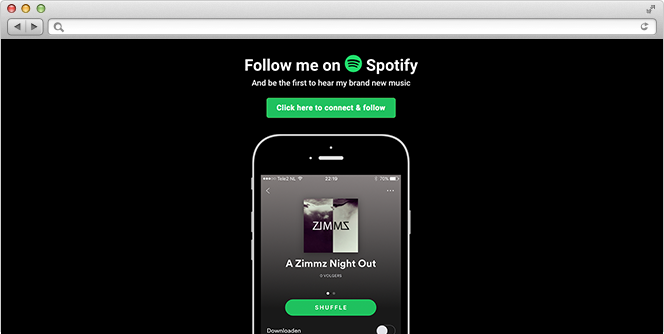 Follow me on Spotify
And be the first to hear my brand new music
Click here to connect & follow
Tele2 NL 22:19 70%
ZIMMZ
A Zimmz Night Out
0 VOLGERS
SHUFFLE
Downloaden